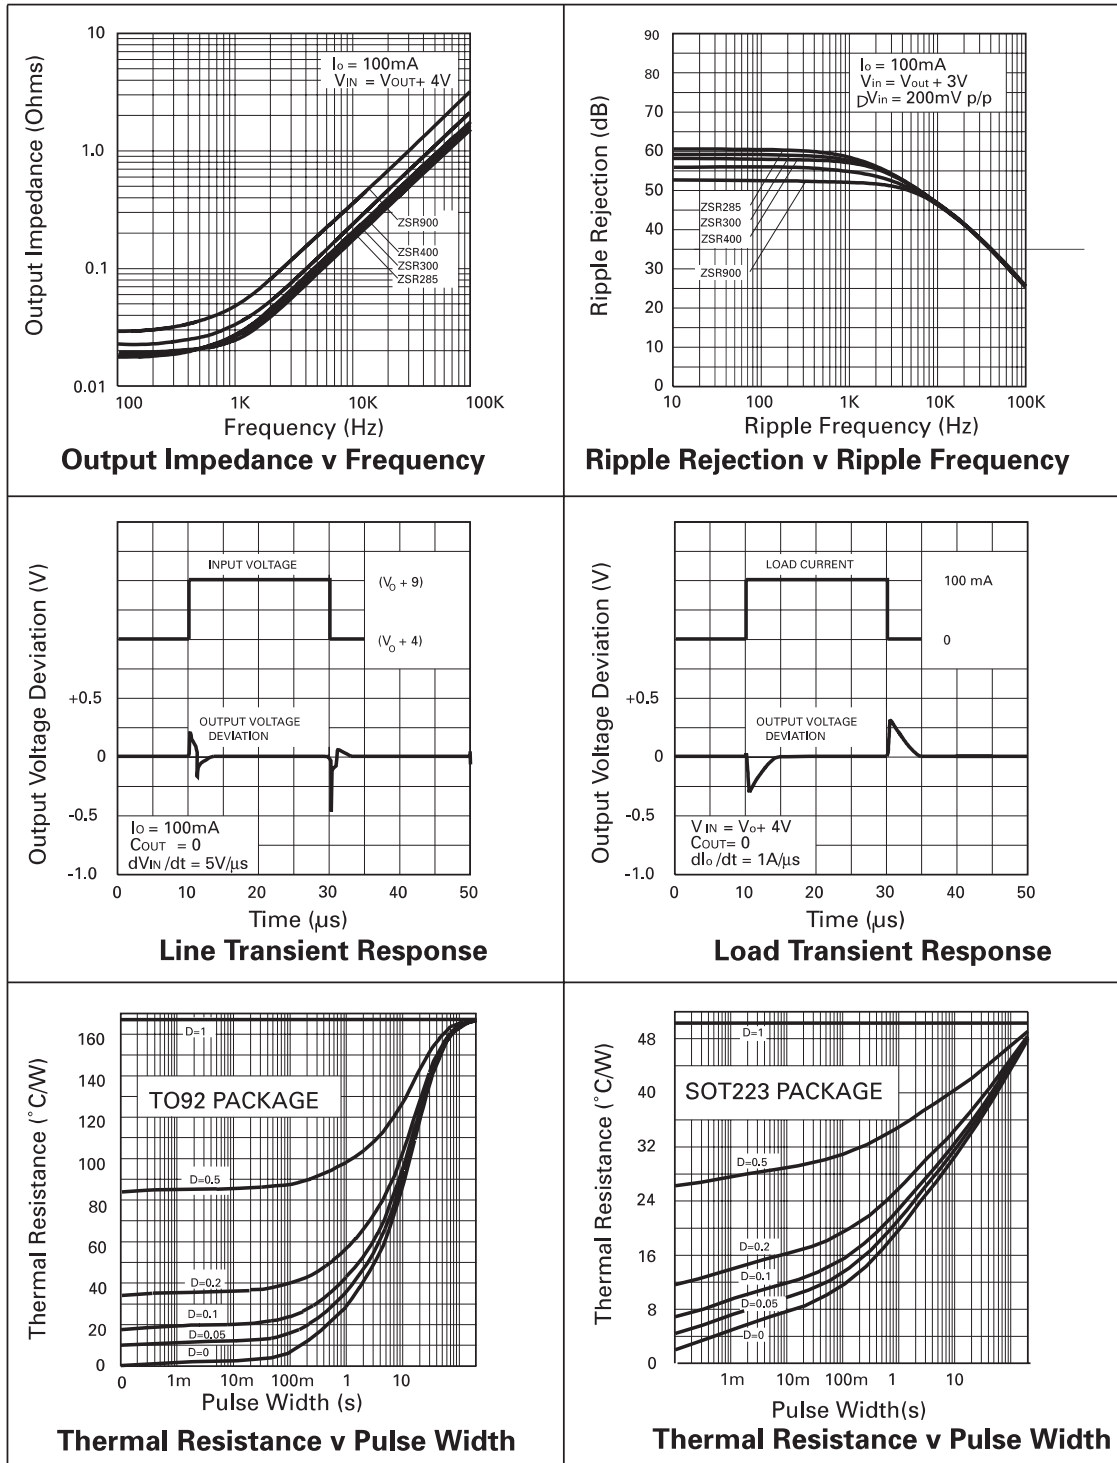 10
1.0
0.1
0.01
Output Impedance (Ohms)
Io = 100mA
VIN = VOUT+ 4V
ZSR900
ZSR400
ZSR300
ZSR285
100 1K 10K 100K
Frequency (Hz)
Output Impedance v Frequency
90
80
70
60
50
40
30
20
10
0
Ripple Rejection (dB)
Io = 100mA
Vin = Vout + 3V
DVin = 200mV p/p
ZSR285
ZSR300
ZSR400
ZSR900
10 100 1K 10K 100K
Ripple Frequency (Hz)
Ripple Rejection v Ripple Frequency
Output Voltage Deviation (V)
INPUT VOLTAGE
(VO + 9)
(VO + 4)
+0.5
0
-0.5
-1.0
OUTPUT VOLTAGE
DEVIATION
IO = 100mA
COUT = 0
dVIN /dt = 5V/µs
0 10 20 30 40 50
Time (µs)
Line Transient Response
Output Voltage Deviation (V)
LOAD CURRENT
100 mA
0
+0.5
0
-0.5
-1.0
OUTPUT VOLTAGE
DEVIATION
VIN = Vo+ 4V
COUT= 0
dIo /dt = 1A/µs
0 10 20 30 40 50
Time (µs)
Load Transient Response
160
140
120
100
80
60
40
20
0
Thermal Resistance (°C/W)
D=1
TO92 PACKAGE
D=0.5
D=0.2
D=0.1
D=0.05
D=0
0 1m 10m 100m 1 10
Pulse Width (s)
Thermal Resistance v Pulse Width
48
40
32
24
16
8
0
Thermal Resistance (°C/W)
D=1
SOT223 PACKAGE
D=0.5
D=0.2
D=0.1
D=0.05
D=0
1m 10m 100m 1 10
Pulse Width(s)
Thermal Resistance v Pulse Width